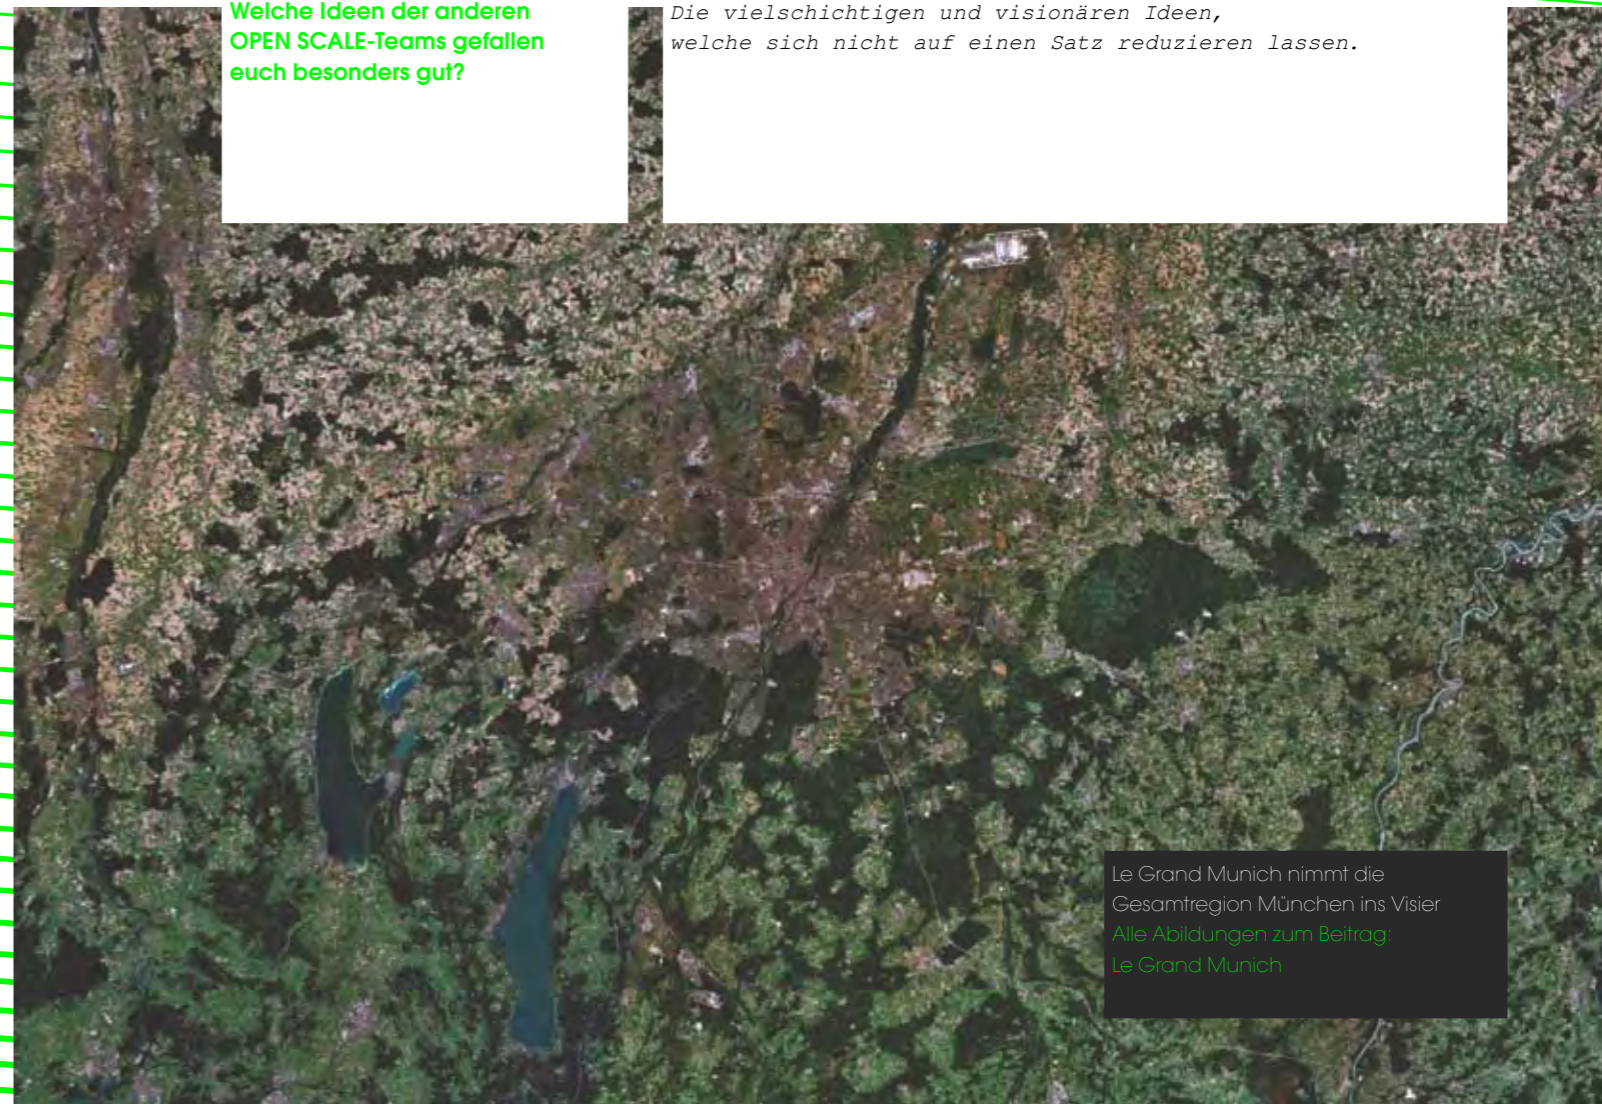 Welche Ideen der anderen
OPEN SCALE-Teams gefallen
euch besonders gut?
Die vielschichtigen und visionären Ideen,
welche sich nicht auf einen Satz reduzieren lassen.
Le Grand Munich nimmt die
Gesamtregion München ins Visier
Alle Abildungen zum Beitrag:
Le Grand Munich